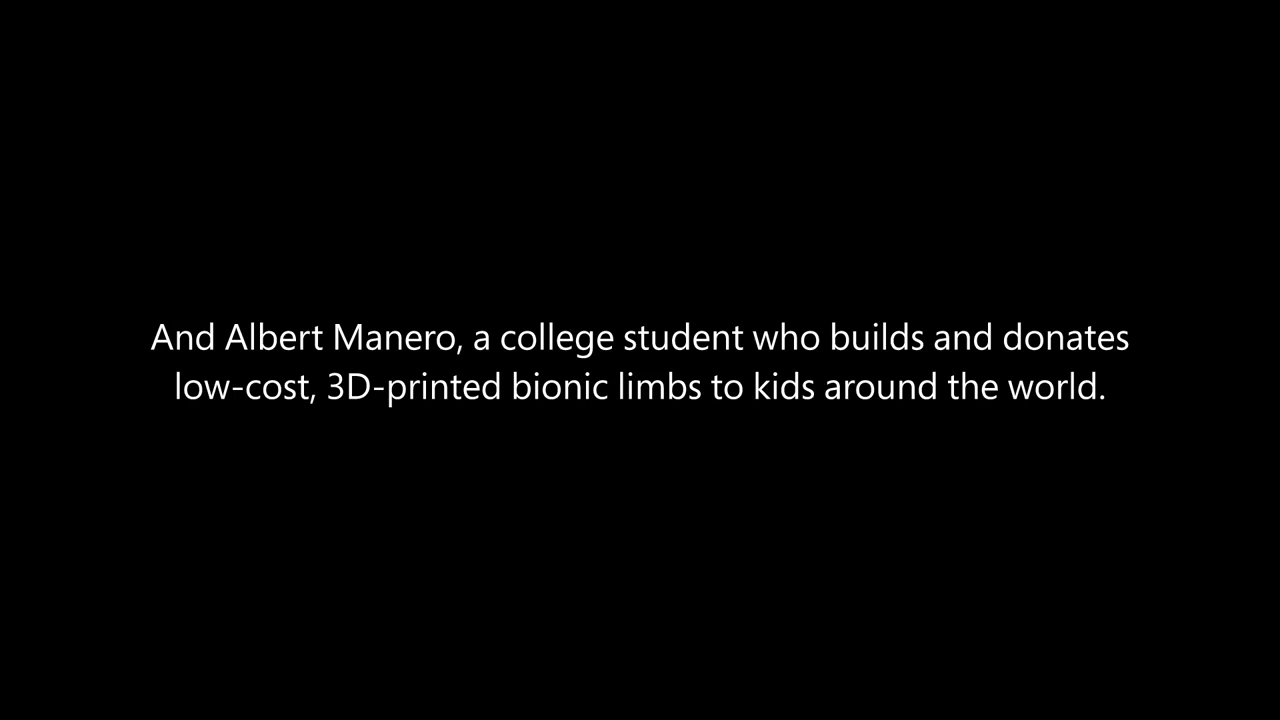 And Albert Manero, a college student who builds and donates
low-cost, 3D-printed bionic limbs to kids around the world.